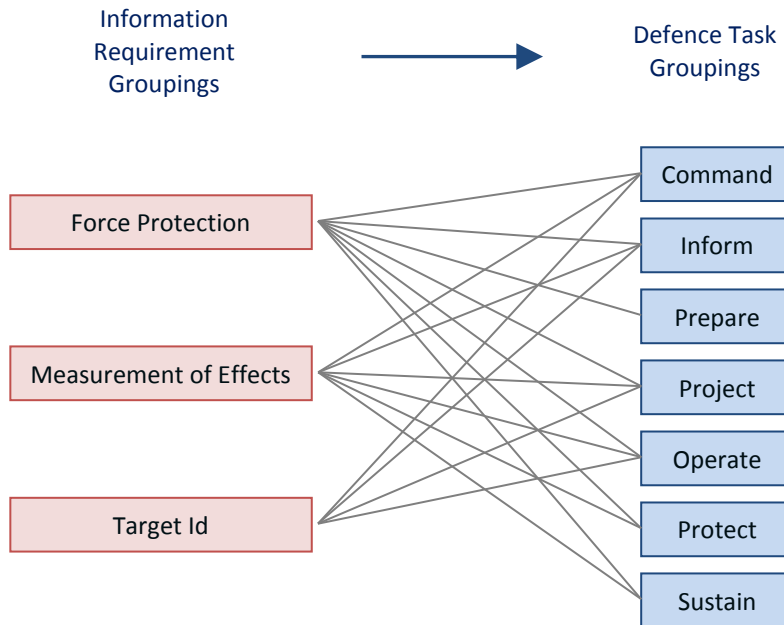 Information
Requirement
Groupings
Defence Task
Groupings
Force Protection
Measurement of Effects
Target Id
Command
Inform
Prepare
Project
Operate
Protect
Sustain